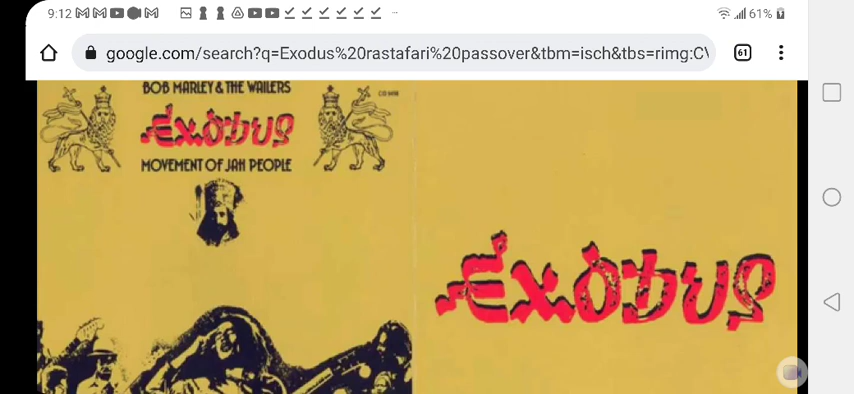 9:12
61%
google.com/search?q=Exodus%20rastafari%20passover&tbm=isch&tbs=rimg:CV
61
BOB MARLEY & THE WAILERS
EXODUS
MOVEMENT OF JAH PEOPLE
EXODUS